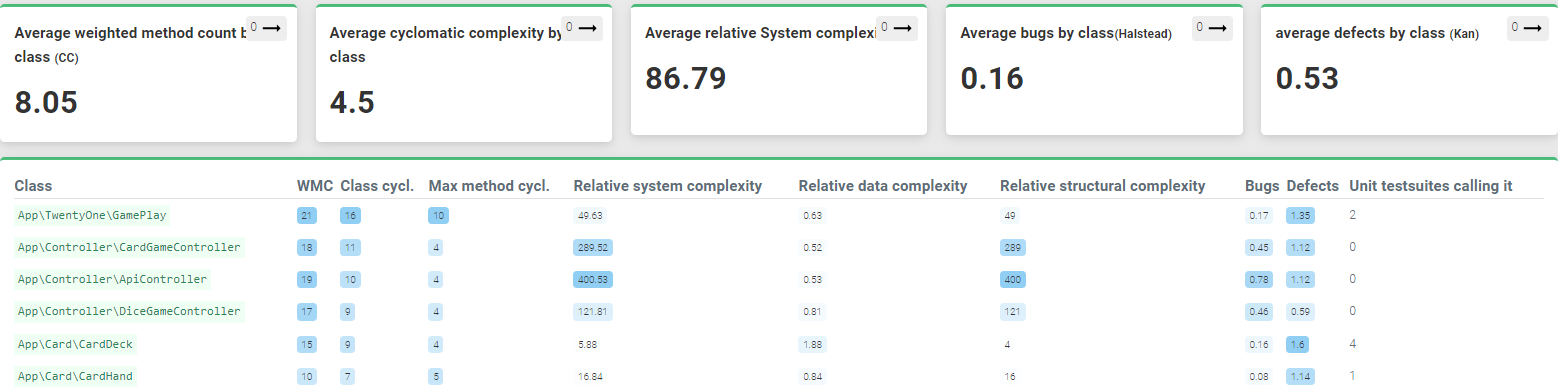 Average weighted method count b 0
class (CC)
8.05
Average cyclomatic complexity by 0
class
4.5
Average relative System complexi 0
86.79
Average bugs by class(Halstead) 0
0.16
average defects by class (Kan) 0
0.53
Class WMC Class cycl. Max method cycl. Relative system complexity Relative data complexity Relative structural complexity Bugs Defects Unit testsuites calling it
App\TwentyOne\GamePlay 21 16 10 49.63 0.63 49 0.17 1.35 2
App\Controller\CardGameController 18 11 4 289.52 0.52 289 0.45 1.12 0
App\Controller\ApiController 19 10 4 400.53 0.53 400 0.78 1.12 0
App\Controller\DiceGameController 17 9 4 121.81 0.81 121 0.46 0.59 0
App\Card\CardDeck 15 9 4 5.88 1.88 4 0.16 1.6 4
App\Card\CardHand 10 7 5 16.84 0.84 16 0.08 1.14 1